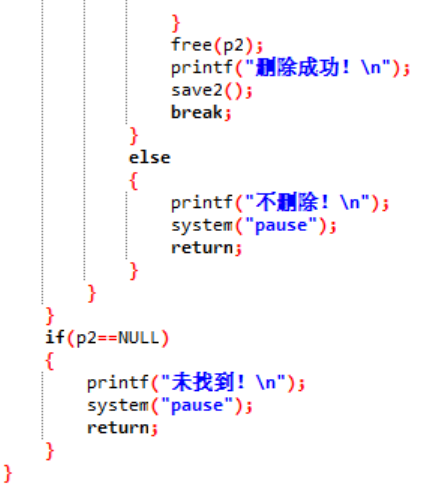 }
free(p2);
printf("删除成功! \n");
save2();
break;
}
else
{
printf("不删除! \n");
system("pause");
return;
}
}
}
if(p2==NULL)
{
printf("未找到! \n");
system("pause");
return;
}
}